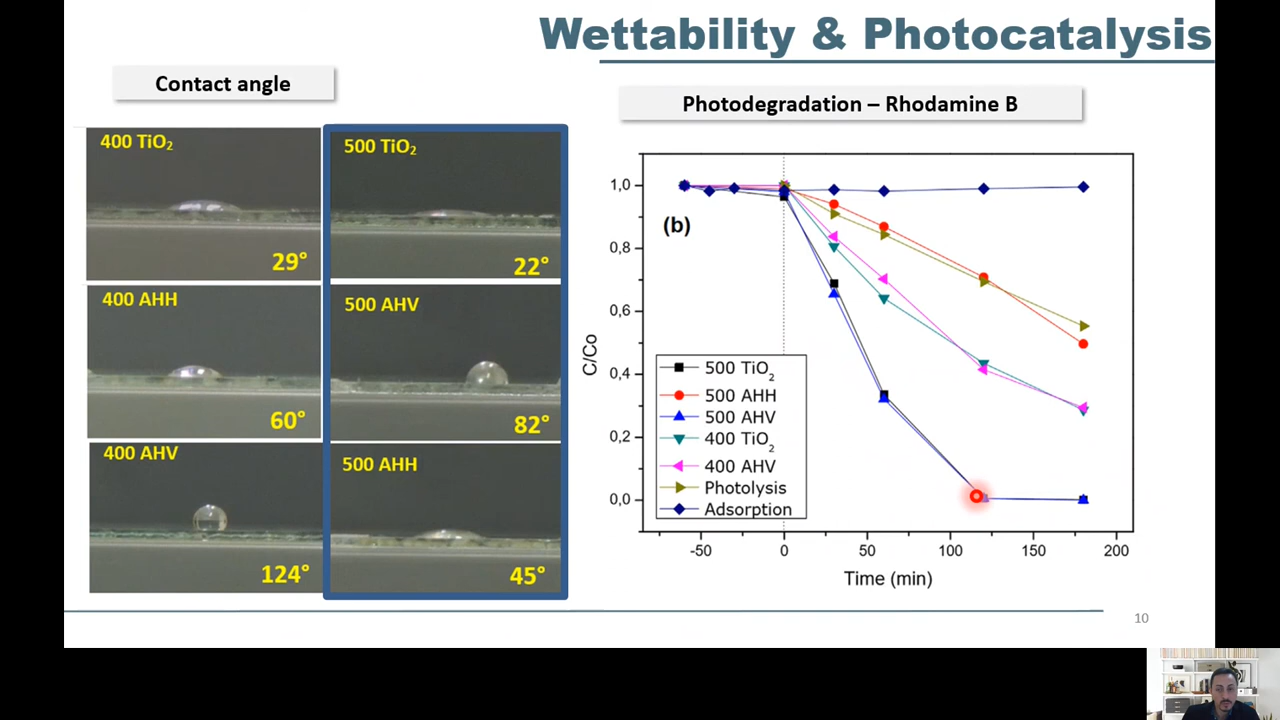 Wettability & Photocatalysis
Contact angle
400 TiO₂
29°
500 TiO₂
22°
400 AHH
60°
500 AHV
82°
400 AHV
124°
500 AHH
45°
Photodegradation – Rhodamine B
(b)
C/Co
1,0
0,8
0,6
0,4
0,2
0,0
500 TiO₂
500 AHH
500 AHV
400 TiO₂
400 AHV
Photolysis
Adsorption
-50 0 50 100 150 200
Time (min)
10